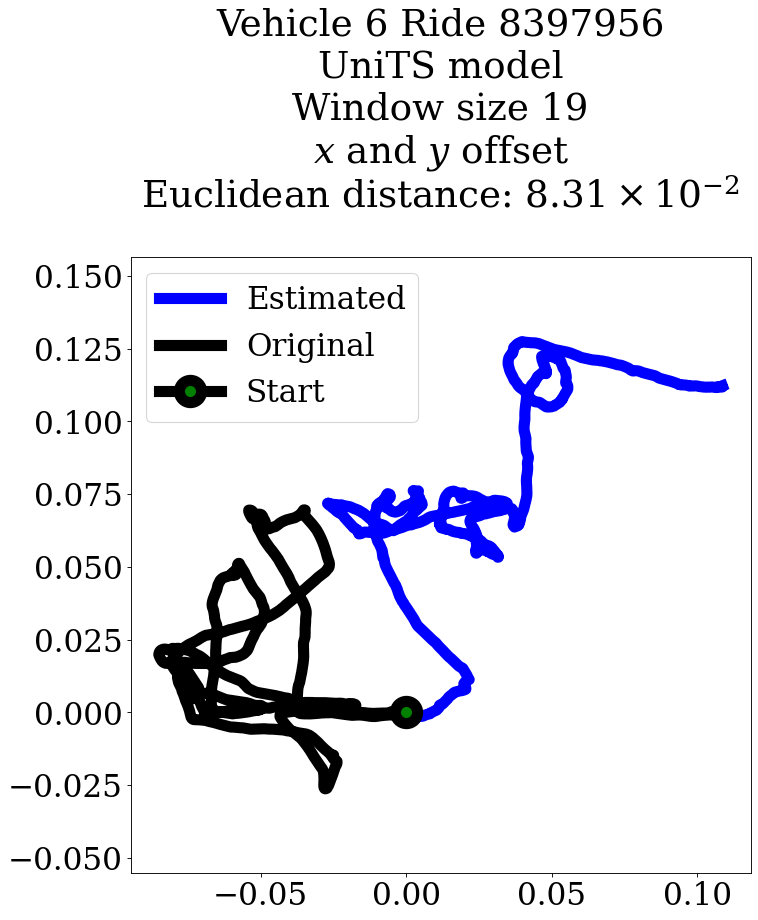 Vehicle 6 Ride 8397956
UniTS model
Window size 19
x and y offset
Euclidean distance: 8.31 × 10⁻²
0.150
0.125
0.100
0.075
0.050
0.025
0.000
−0.025
−0.050
Estimated
Original
Start
−0.05 0.00 0.05 0.10